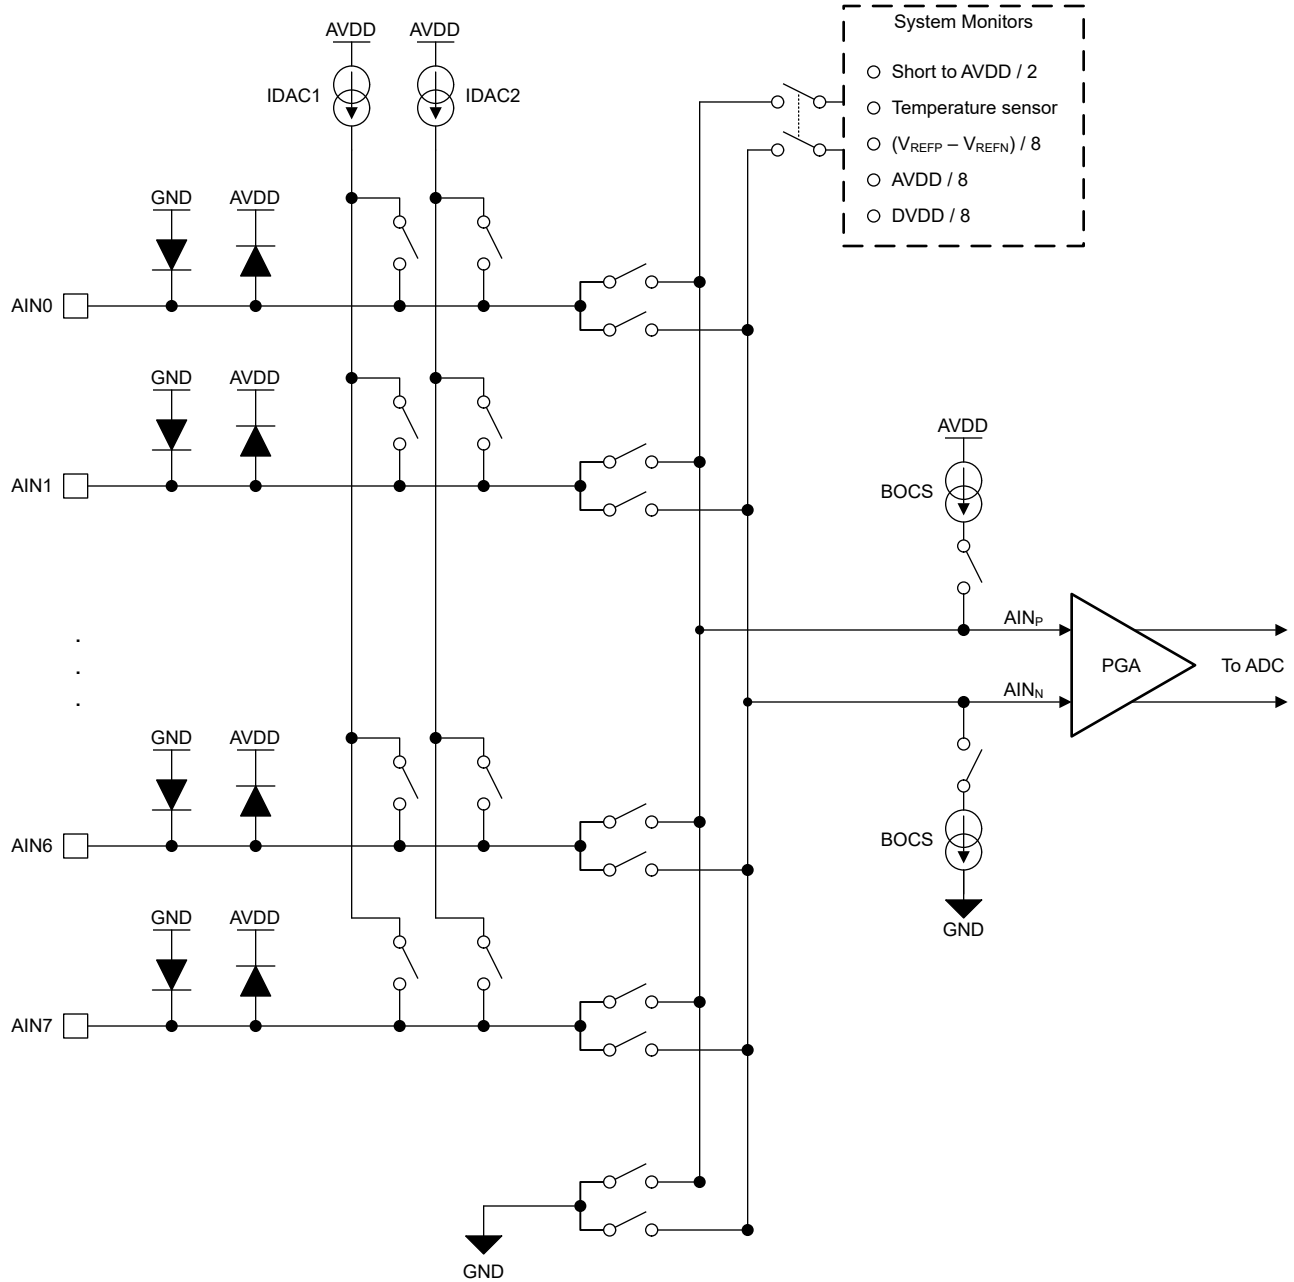 System Monitors
Short to AVDD / 2
Temperature sensor
(VREFP – VREFN) / 8
AVDD / 8
DVDD / 8
AVDD AVDD
IDAC1 IDAC2
GND AVDD
AIN0
GND AVDD
AIN1
AVDD
BOCS
AINP
PGA To ADC
AINN
.
.
.
GND AVDD
AIN6
BOCS
GND AVDD
GND
AIN7
GND